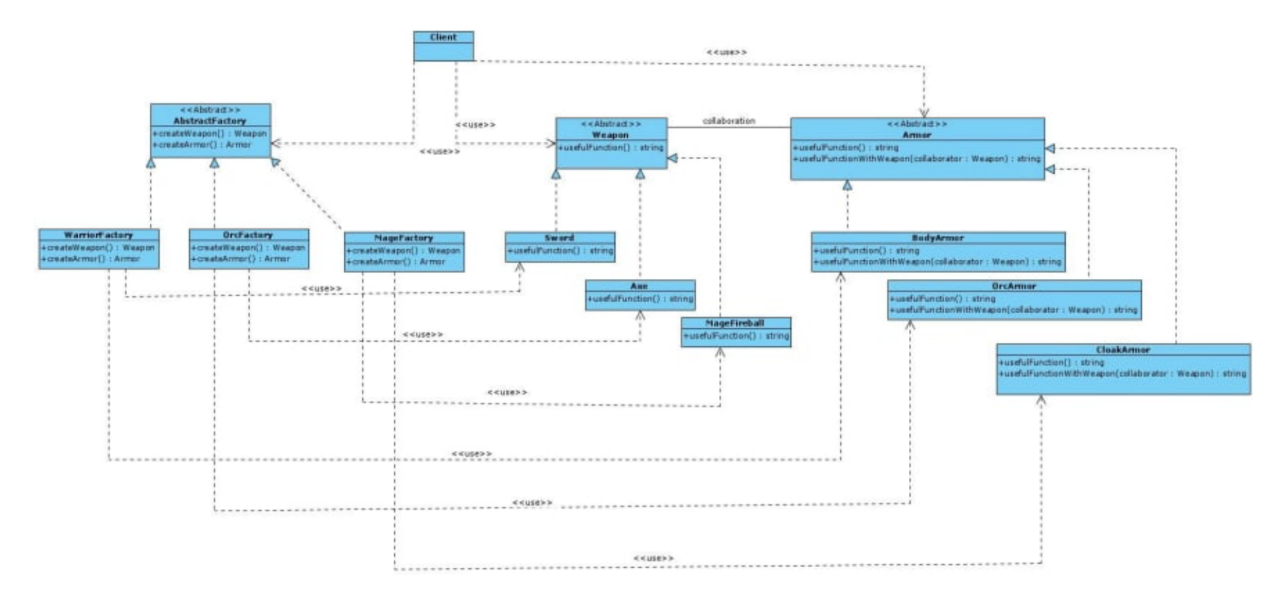 Client
<<use>>
<<Abstract>>
AbstractFactory
+createWeapon() : Weapon
+createArmor() : Armor
<<use>>
<<use>>
<<Abstract>>
Weapon
+usefulFunction() : string
collaboration
<<Abstract>>
Armor
+usefulFunction() : string
+usefulFunctionWithWeapon(collaborator : Weapon) : string
WarriorFactory
+createWeapon() : Weapon
+createArmor() : Armor
OrcFactory
+createWeapon() : Weapon
+createArmor() : Armor
MageFactory
+createWeapon() : Weapon
+createArmor() : Armor
Sword
+usefulFunction() : string
BodyArmor
+usefulFunction() : string
+usefulFunctionWithWeapon(collaborator : Weapon) : string
<<use>>
Axe
+usefulFunction() : string
OrcArmor
+usefulFunction() : string
+usefulFunctionWithWeapon(collaborator : Weapon) : string
<<use>>
MageFireball
+usefulFunction() : string
CloakArmor
+usefulFunction() : string
+usefulFunctionWithWeapon(collaborator : Weapon) : string
<<use>>
<<use>>
<<use>>
<<use>>